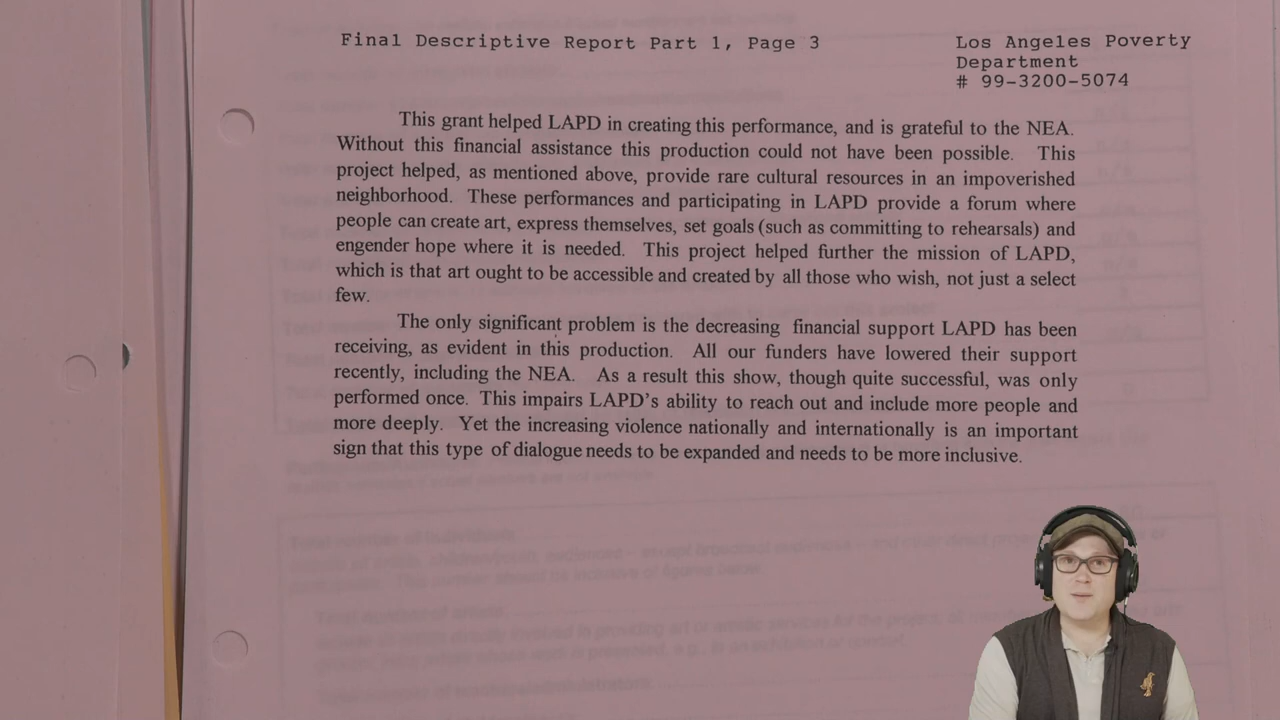 Final Descriptive Report Part 1, Page 3
Los Angeles Poverty
Department
# 99-3200-5074
This grant helped LAPD in creating this performance, and is grateful to the NEA.
Without this financial assistance this production could not have been possible. This
project helped, as mentioned above, provide rare cultural resources in an impoverished
neighborhood. These performances and participating in LAPD provide a forum where
people can create art, express themselves, set goals (such as committing to rehearsals) and
engender hope where it is needed. This project helped further the mission of LAPD,
which is that art ought to be accessible and created by all those who wish, not just a select
few.
The only significant problem is the decreasing financial support LAPD has been
receiving, as evident in this production. All our funders have lowered their support
recently, including the NEA. As a result this show, though quite successful, was only
performed once. This impairs LAPD's ability to reach out and include more people and
more deeply. Yet the increasing violence nationally and internationally is an important
sign that this type of dialogue needs to be expanded and needs to be more inclusive.